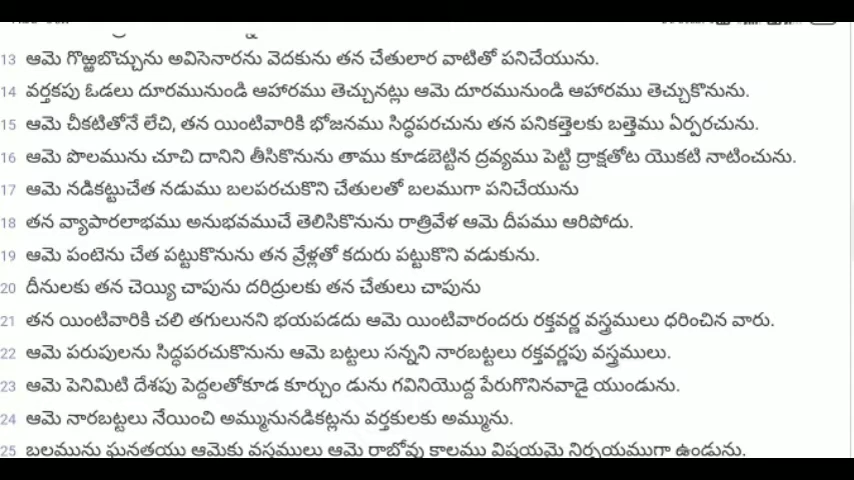 13 ఆమె గొఱ్ఱబొచ్చును అవిసెనారను వెదకును తన చేతులార వాటితో పనిచేయును.
14 వర్తకపు ఓడలు దూరమునుండి ఆహారము తెచ్చునట్లు ఆమె దూరమునుండి ఆహారము తెచ్చుకొనును.
15 ఆమె చీకటితోనే లేచి, తన యింటివారికి భోజనము సిద్ధపరచును తన పనికత్తెలకు బత్తెము ఏర్పరచును.
16 ఆమె పొలమును చూచి దానిని తీసికొనును తాము కూడబెట్టిన ద్రవ్యము పెట్టి ద్రాక్షతోట యొకటి నాటించును.
17 ఆమె నడికట్టుచేత నడుము బలపరచుకొని చేతులతో బలముగా పనిచేయును
18 తన వ్యాపారలాభము అనుభవముచే తెలిసికొనును రాత్రివేళ ఆమె దీపము ఆరిపోదు.
19 ఆమె పంటెను చేత పట్టుకొనును తన వ్రేళ్లతో కదురు పట్టుకొని వడుకును.
20 దీనులకు తన చెయ్యి చాపును దరిద్రులకు తన చేతులు చాపును
21 తన యింటివారికి చలి తగులునని భయపడదు ఆమె యింటివారందరు రక్తవర్ణ వస్త్రములు ధరించిన వారు.
22 ఆమె పరుపులను సిద్ధపరచుకొనును ఆమె బట్టలు సన్నని నారబట్టలు రక్తవర్ణపు వస్త్రములు.
23 ఆమె పెనిమిటి దేశపు పెద్దలతోకూడ కూర్చుం డును గవినియొద్ద పేరుగొనినవాడై యుండును.
24 ఆమె నారబట్టలు నేయించి అమ్మునునడికట్లను వర్తకులకు అమ్మును.
25 బలమును ఘనతయు ఆమెకు వస్త్రములు ఆమె రాబోవు కాలము విషయమై నిర్భయముగా ఉండును.